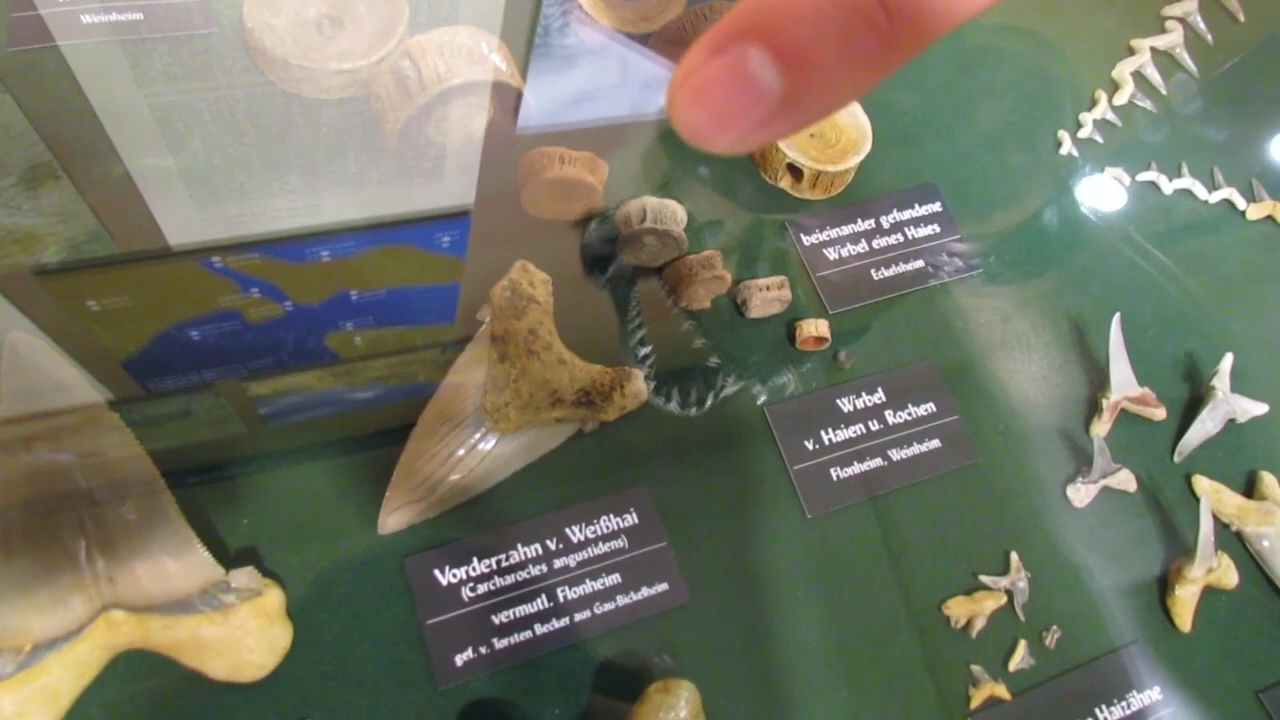 Weinheim
beieinander gefundene
Wirbel eines Haies
Eckelsheim
Wirbel
v. Haien u. Rochen
Flonheim, Weinheim
Vorderzahn v. Weißhai
(Carcharocles angustidens)
vermutl. Flonheim
gef. v. Torsten Becker aus Gau-Bickelheim
Haizähne